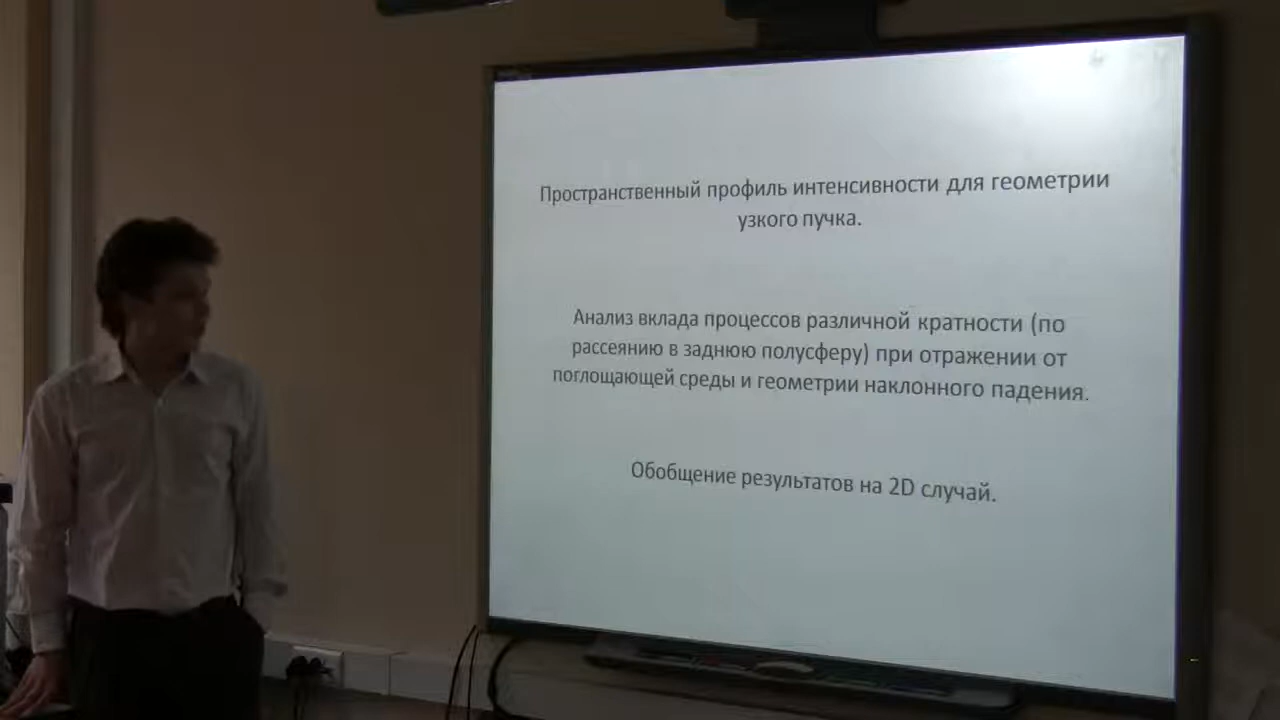 Пространственный профиль интенсивности для геометрии
узкого пучка.
Анализ вклада процессов различной кратности (по
рассеянию в заднюю полусферу) при отражении от
поглощающей среды и геометрии наклонного падения.
Обобщение результатов на 2D случай.